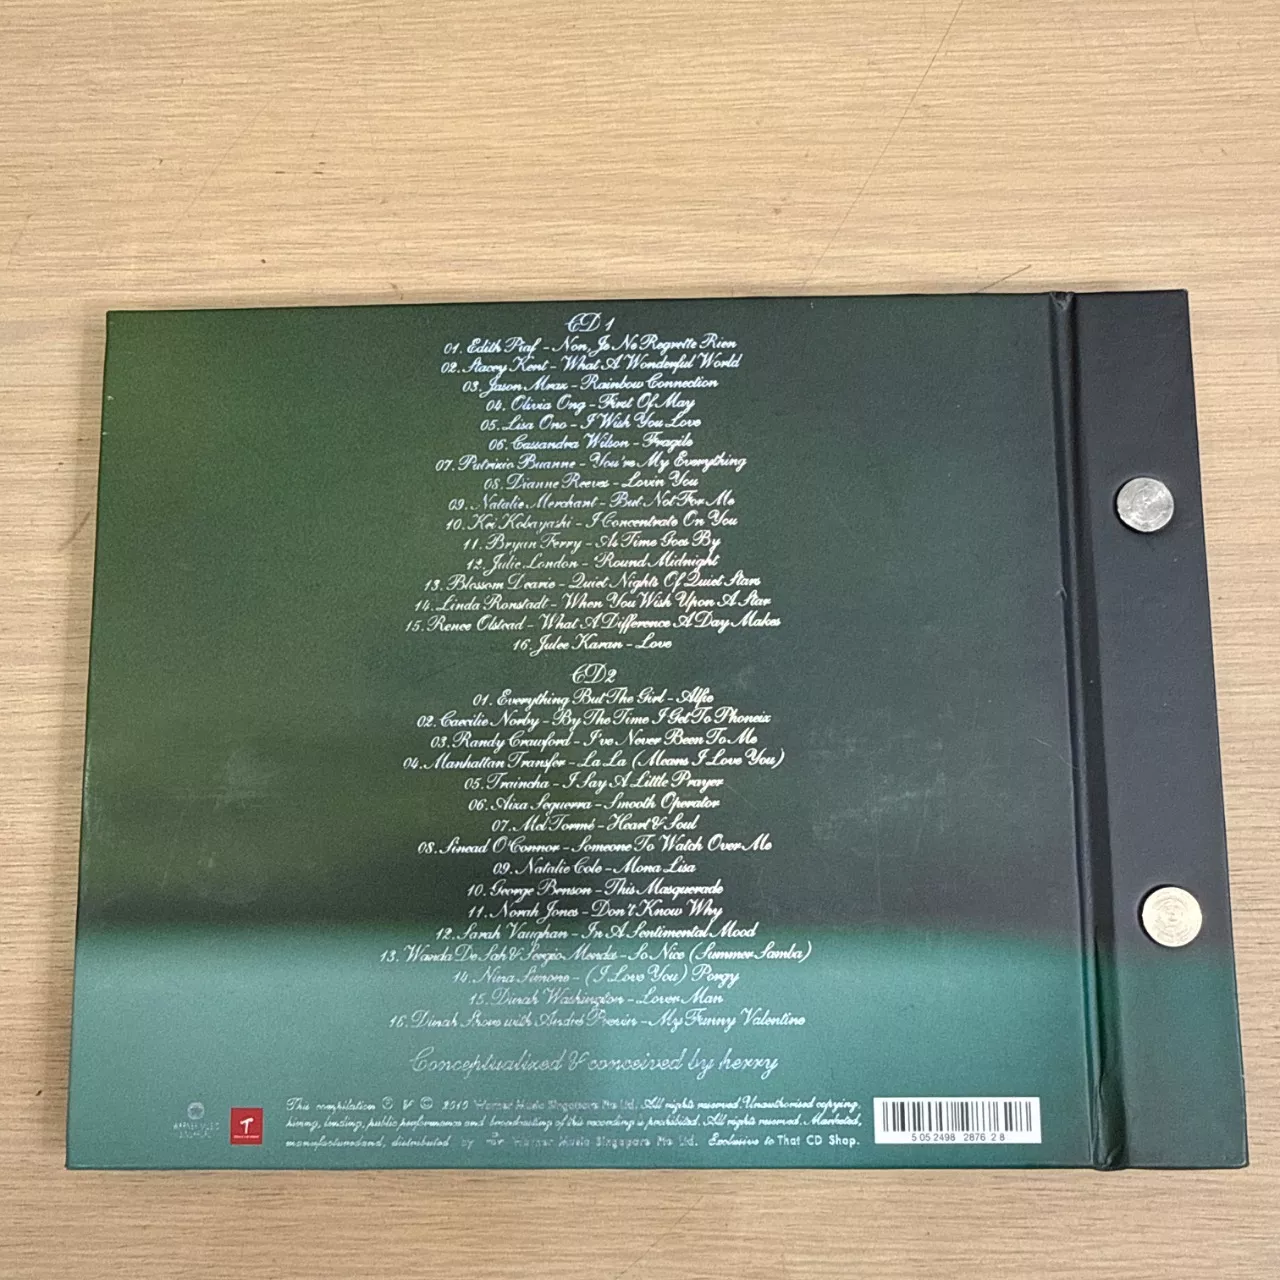 CD 1
01. Edith Piaf - Non, Je Ne Regrette Rien
02. Stacey Kent - What A Wonderful World
03. Jason Mraz - Rainbow Connection
04. Olivia Ong - First Of May
05. Lisa Ono - I Wish You Love
06. Cassandra Wilson - Fragile
07. Patrizio Buanne - You're My Everything
08. Dianne Reeves - Lovin You
09. Natalie Merchant - But Not For Me
10. Kei Kobayashi - I Concentrate On You
11. Bryan Ferry - As Time Goes By
12. Julie London - 'Round Midnight
13. Blossom Dearie - Quiet Nights Of Quiet Stars
14. Linda Ronstadt - When You Wish Upon A Star
15. Renee Olstead - What A Difference A Day Makes
16. Julee Karan - Love
CD2
01. Everything But The Girl - Alfie
02. Caecilie Norby - By The Time I Get To Phoneix
03. Randy Crawford - I've Never Been To Me
04. Manhattan Transfer - La La (Means I Love You)
05. Traincha - I Say A Little Prayer
06. Aiza Seguerra - Smooth Operator
07. Mel Tormé - Heart & Soul
08. Sinead O'Connor - Someone To Watch Over Me
09. Natalie Cole - Mona Lisa
10. George Benson - This Masquerade
11. Norah Jones - Don't Know Why
12. Sarah Vaughan - In A Sentimental Mood
13. Wanda De Sah & Sergio Mendes - So Nice (Summer Samba)
14. Nina Simone - (I Love You) Porgy
15. Dinah Washington - Lover Man
16. Dinah Shore with André Previn - My Funny Valentine
Conceptualized & conceived by herry
This compilation ℗ & © 2010 Warner Music Singapore Pte Ltd. All rights reserved. Unauthorised copying,
hiring, lending, public performance and broadcasting of this recording is prohibited. All rights reserved. Marketed,
manufacturedand, distributed by Warner Music Singapore Pte Ltd. Exclusive to That CD Shop.
5 05 2498 2876 2 8